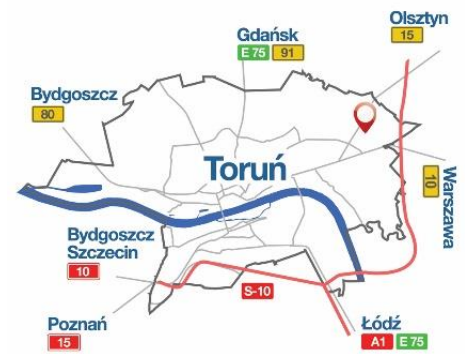 Olsztyn
15
Gdańsk
E 75 91
Bydgoszcz
80
Toruń
10
Warszawa
Bydgoszcz
Szczecin
10
S-10
Poznań
15
Łódź
A1 E 75